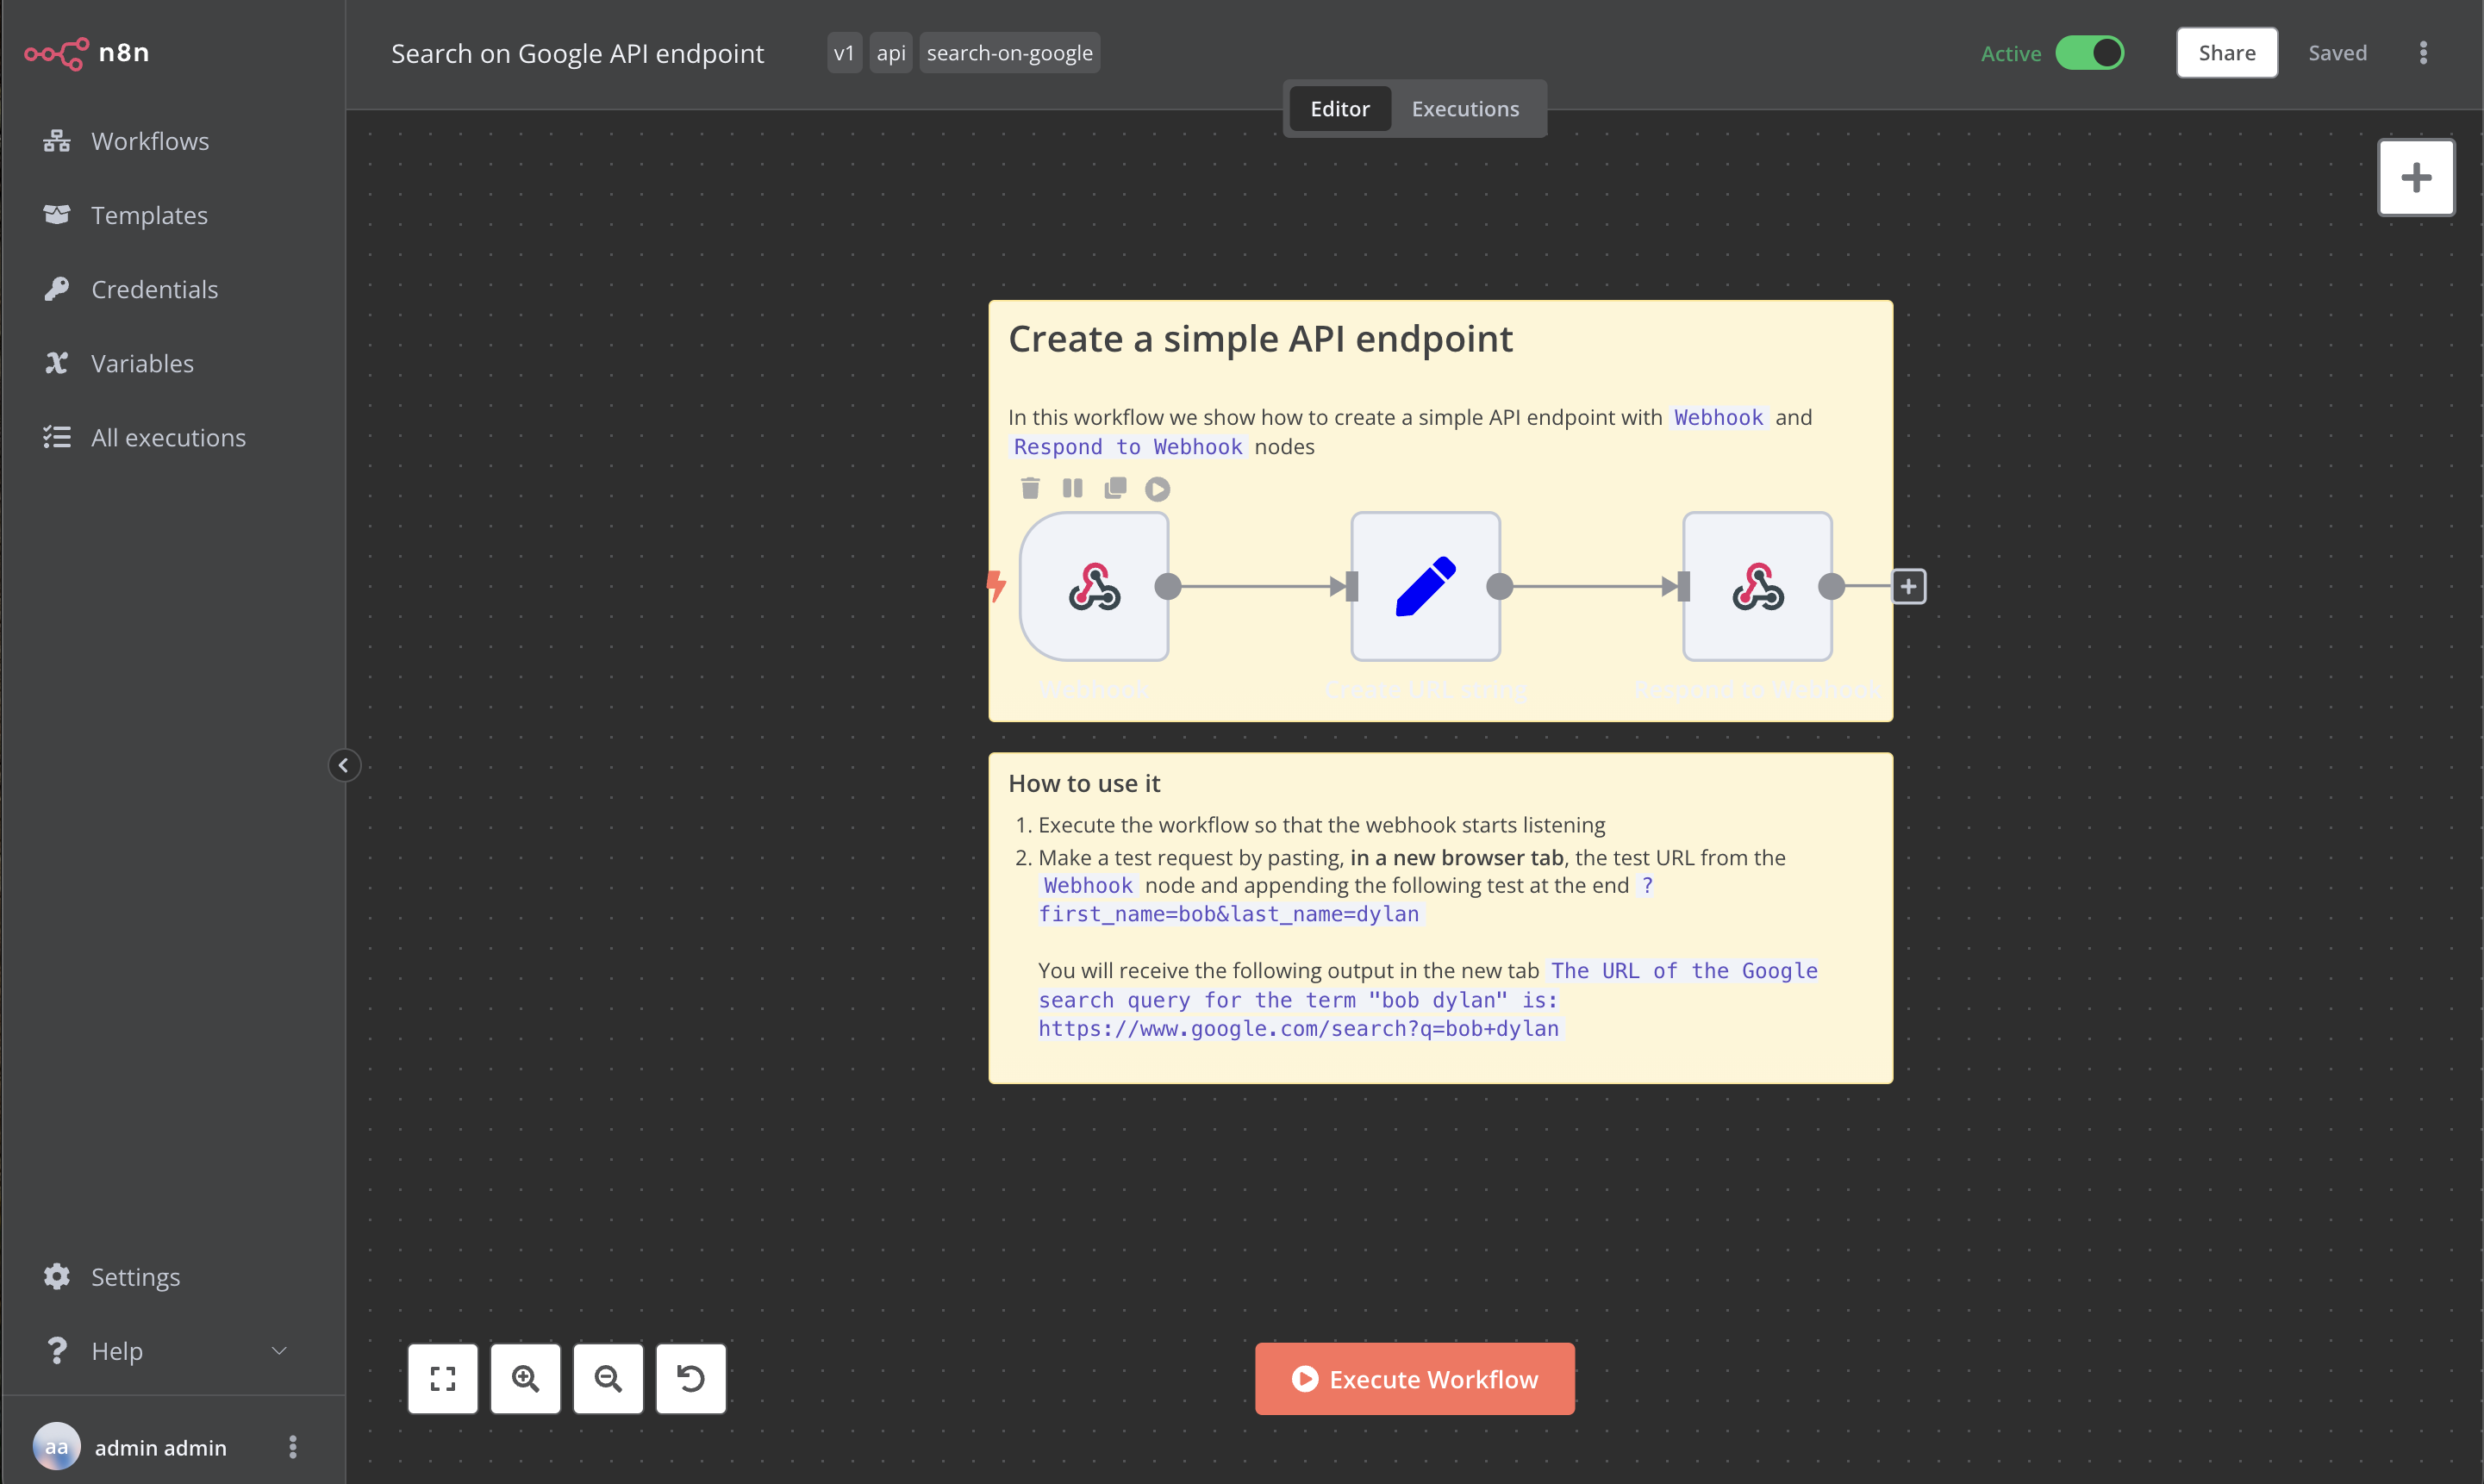 n8n
Search on Google API endpoint
v1
api
search-on-google
Active
Share
Saved
Editor
Executions
Workflows
Templates
Credentials
Variables
All executions
Create a simple API endpoint
In this workflow we show how to create a simple API endpoint with Webhook and
Respond to Webhook nodes
Webhook
Create URL string
Respond to Webhook
How to use it
1. Execute the workflow so that the webhook starts listening
2. Make a test request by pasting, in a new browser tab, the test URL from the
Webhook node and appending the following test at the end ?
first_name=bob&last_name=dylan
You will receive the following output in the new tab The URL of the Google
search query for the term "bob dylan" is:
https://www.google.com/search?q=bob+dylan
Settings
Help
Execute Workflow
aa
admin admin